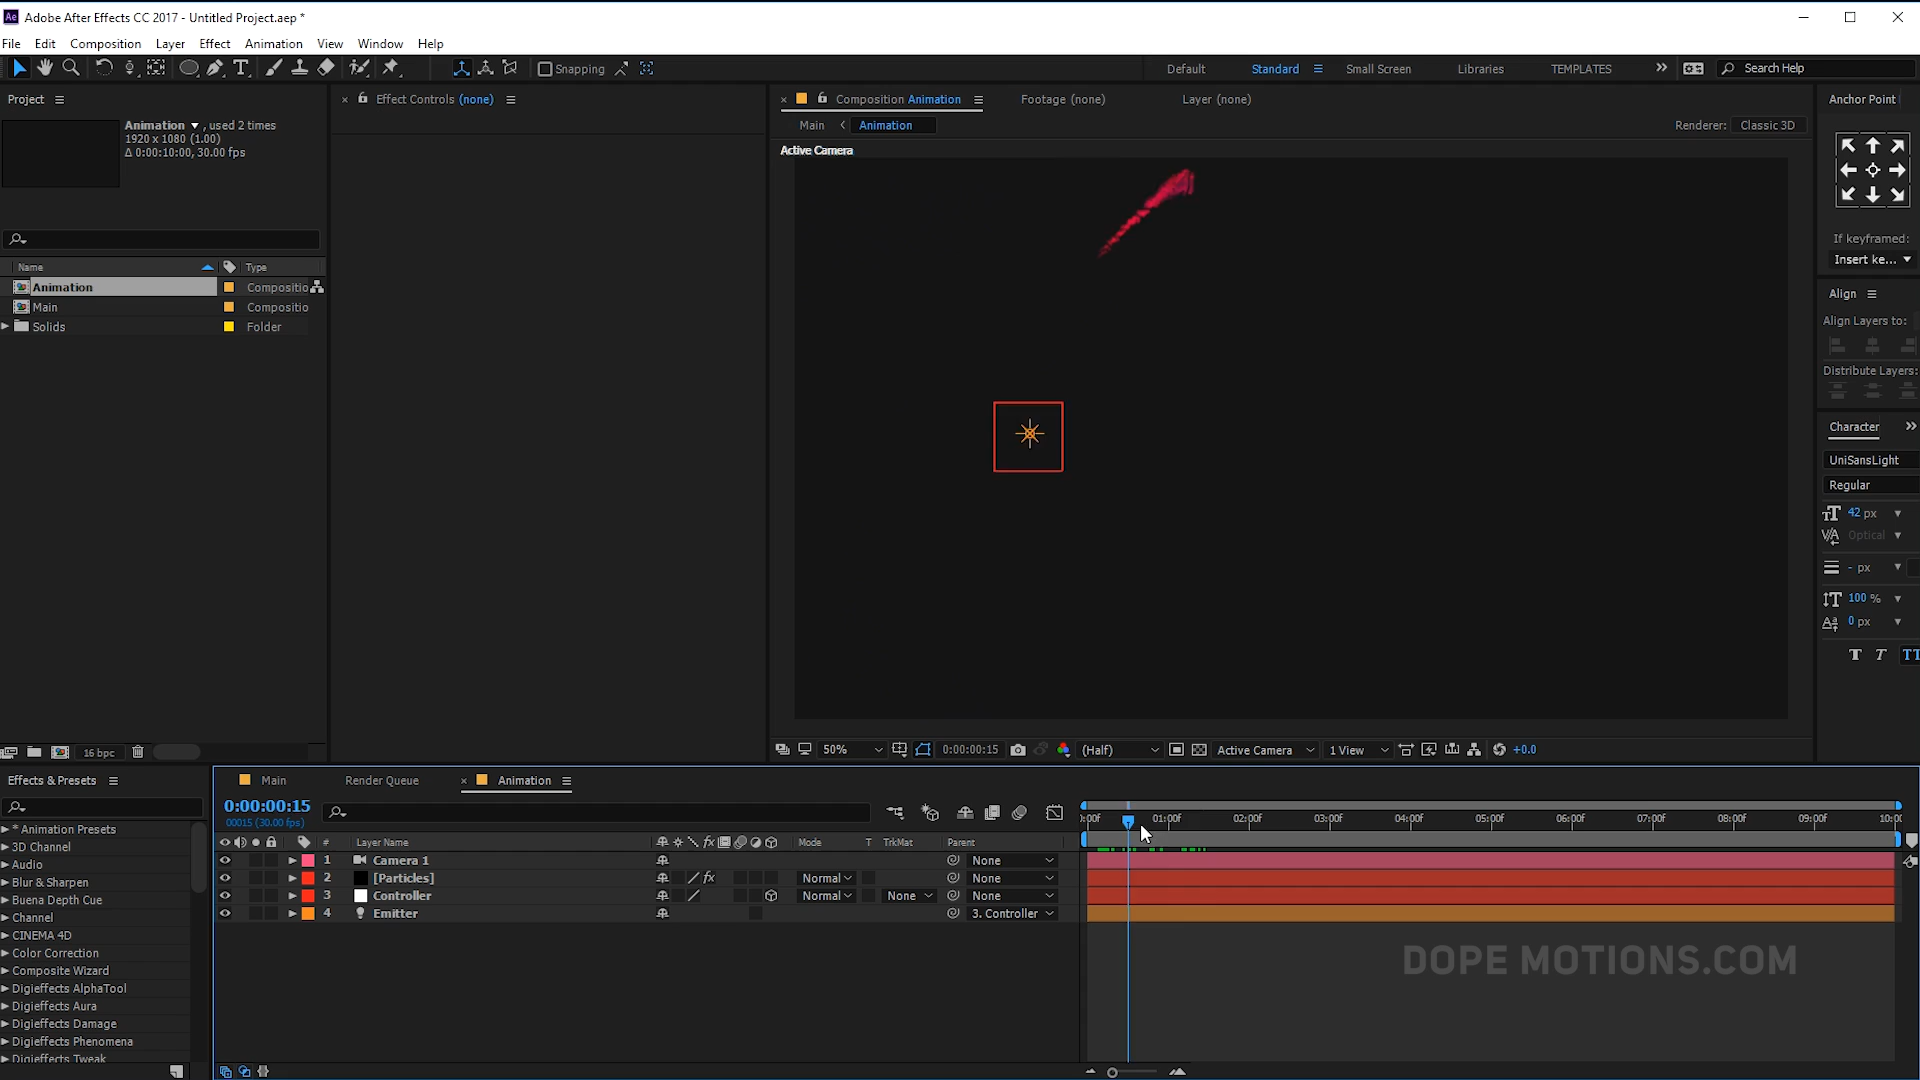 Adobe After Effects CC 2017 - Untitled Project.aep *
File Edit Composition Layer Effect Animation View Window Help
Snapping Default Standard Small Screen Libraries TEMPLATES Search Help
Project
Animation , used 2 times
1920 x 1080 (1.00)
Δ 0:00:10:00, 30.00 fps
Name Type
Animation Compositio
Main Compositio
Solids Folder
16 bpc
Effect Controls (none)
Composition Animation Footage (none) Layer (none)
Main Animation Renderer: Classic 3D
Active Camera
50% 0:00:00:15 (Half) Active Camera 1 View +0.0
Anchor Point
If keyframed:
Insert ke...
Align
Align Layers to:
Distribute Layers:
Character
UniSansLight
Regular
42 px
Optical
- px
100 %
0 px
Effects & Presets
* Animation Presets
3D Channel
Audio
Blur & Sharpen
Buena Depth Cue
Channel
CINEMA 4D
Color Correction
Composite Wizard
Digieffects AlphaTool
Digieffects Aura
Digieffects Damage
Digieffects Phenomena
Digieffects Tweak
Main Render Queue Animation
0:00:00:15
00015 (30.00 fps)
:00f 01:00f 02:00f 03:00f 04:00f 05:00f 06:00f 07:00f 08:00f 09:00f 10:00
# Layer Name Mode T TrkMat Parent
1 Camera 1 None
2 [Particles] Normal None
3 Controller Normal None None
4 Emitter 3. Controller
DOPE MOTIONS.COM